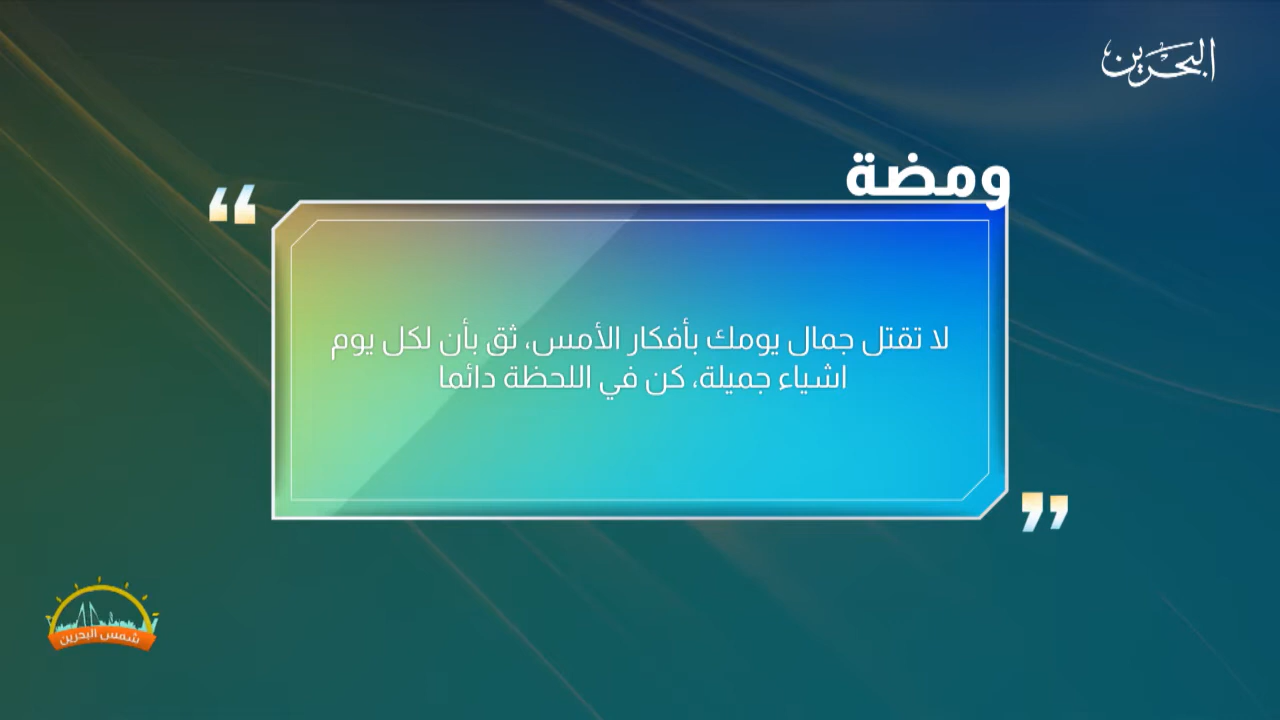 البحرين
ومضة
لا تقتل جمال يومك بأفكار الأمس، ثق بأن لكل يوم
اشياء جميلة، كن في اللحظة دائما
شمس البحرين